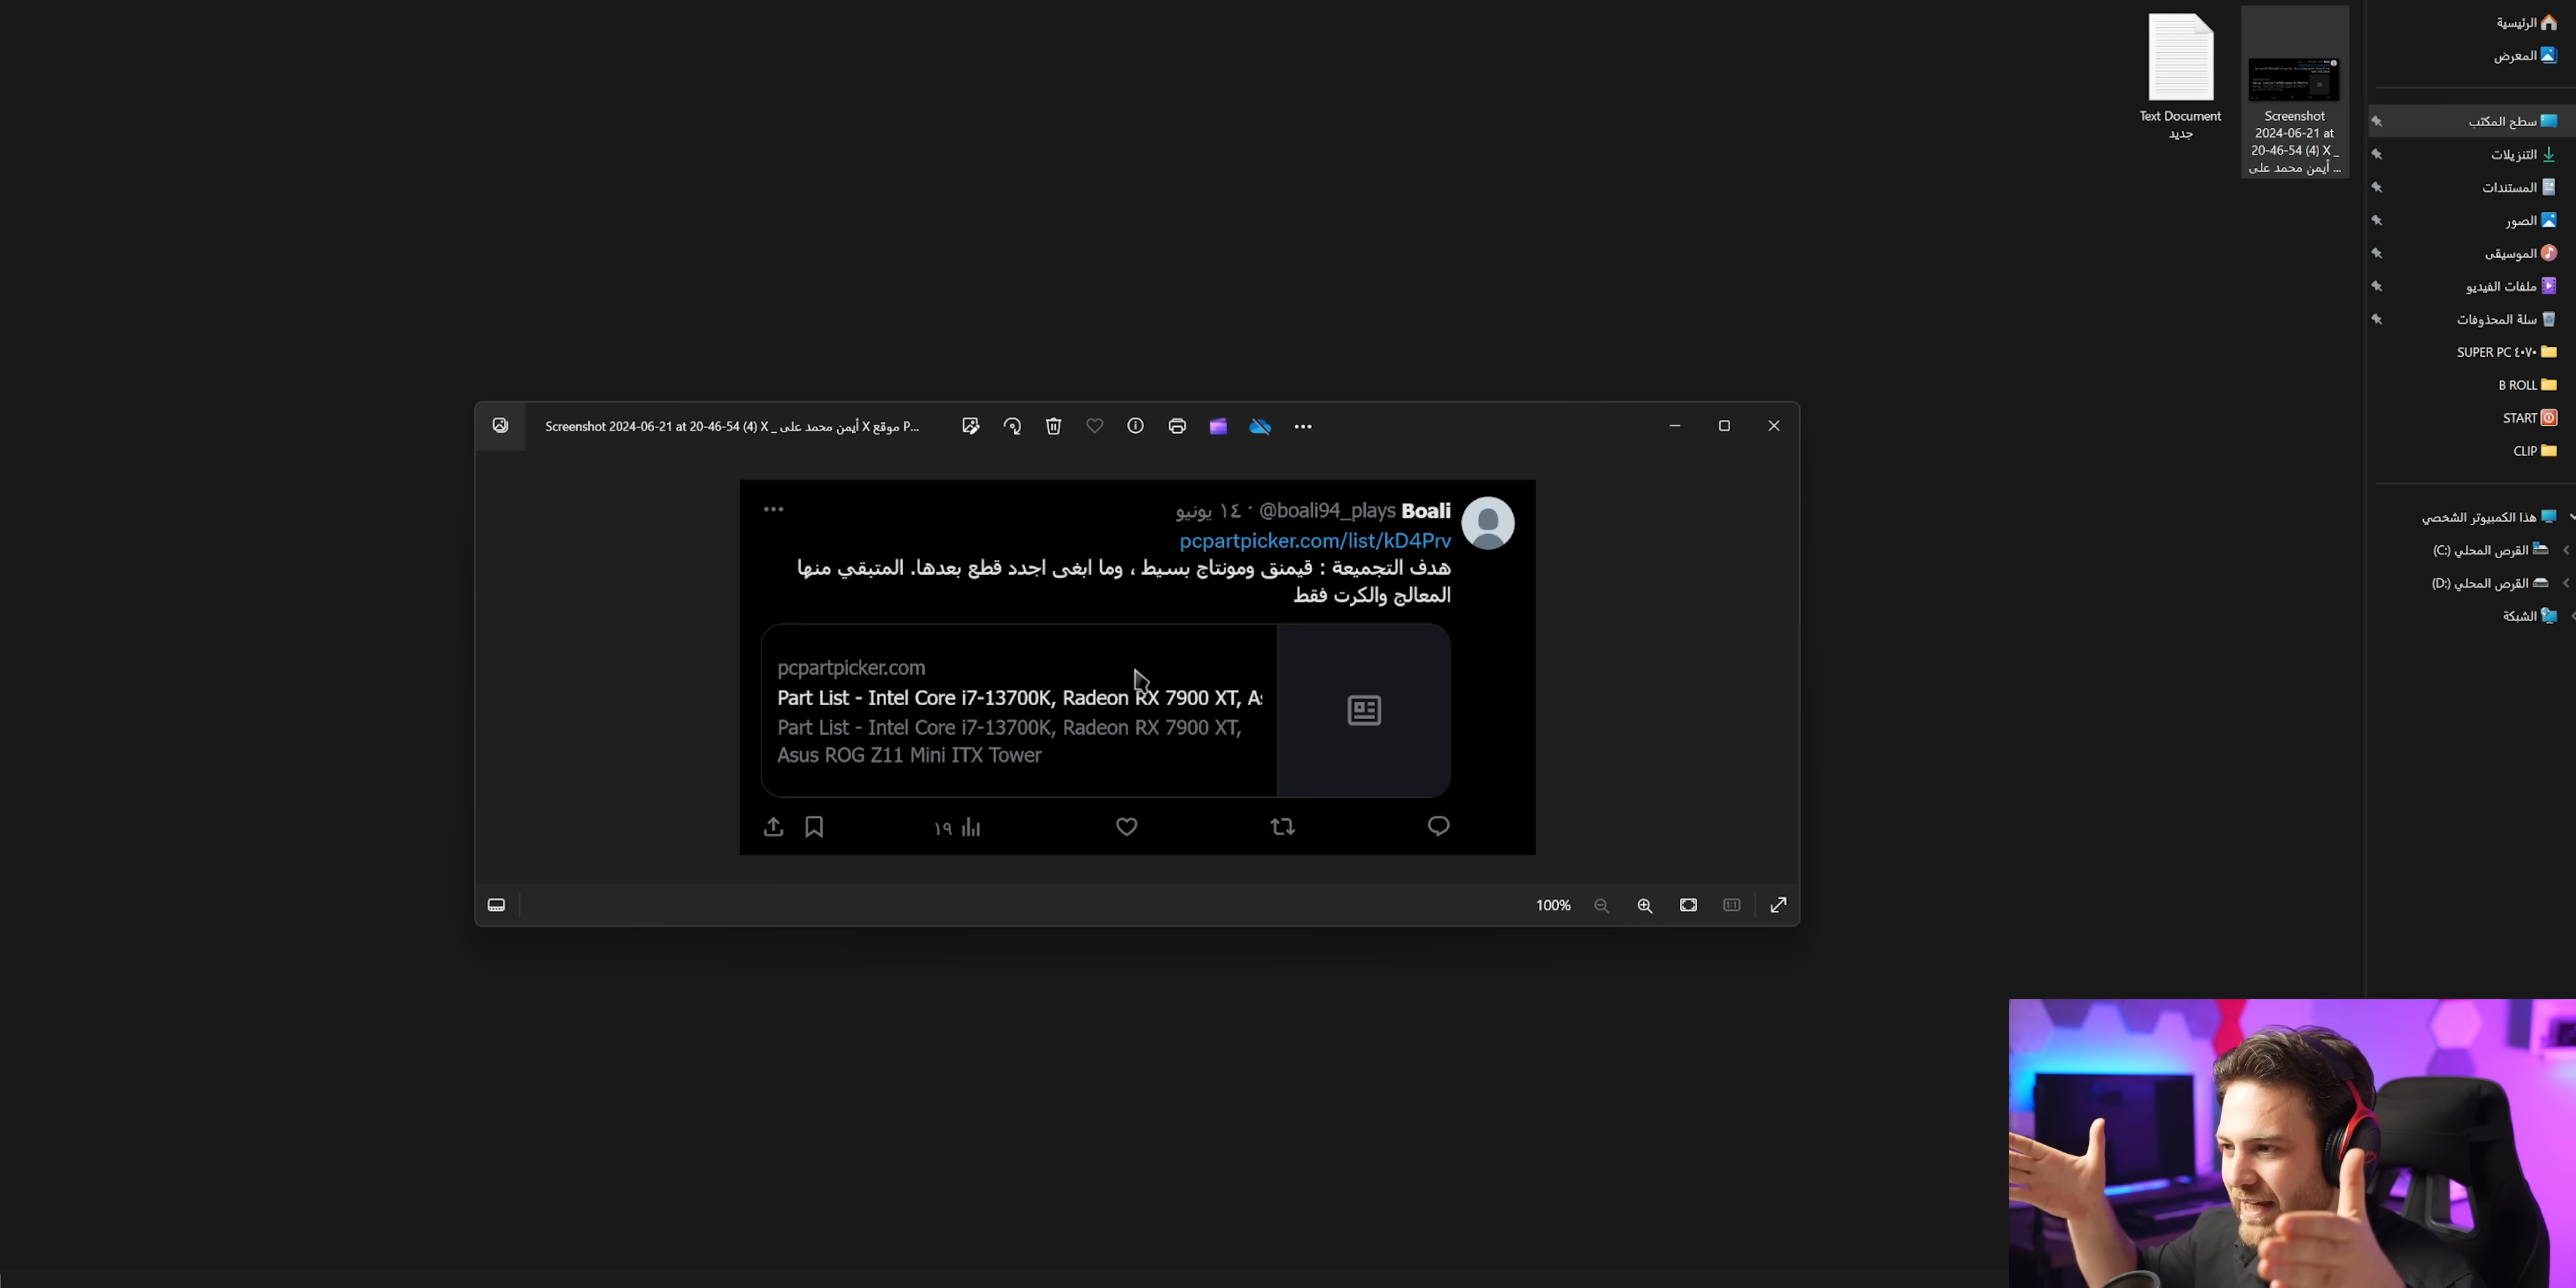 الرئيسية
المعرض
سطح المكتب
التنزيلات
المستندات
الصور
الموسيقى
ملفات الفيديو
سلة المحذوفات
SUPER PC ٤٠٧٠
B ROLL
START
CLIP
هذا الكمبيوتر الشخصي
القرص المحلي (C:)
القرص المحلي (D:)
الشبكة
Screenshot
2024-06-21 at
20-46-54 (4) X _
أيمن محمد على ...
Text Document
جديد
Screenshot 2024-06-21 at 20-46-54 (4) X _ أيمن محمد على X موقع P...
Boali @boali94_plays · ١٤ يونيو
pcpartpicker.com/list/kD4Prv
هدف التجميعة : قيمنق ومونتاج بسيط ، وما ابغى اجدد قطع بعدها. المتبقي منها
المعالج والكرت فقط
pcpartpicker.com
Part List - Intel Core i7-13700K, Radeon RX 7900 XT, A
Part List - Intel Core i7-13700K, Radeon RX 7900 XT,
Asus ROG Z11 Mini ITX Tower
١٩
100%